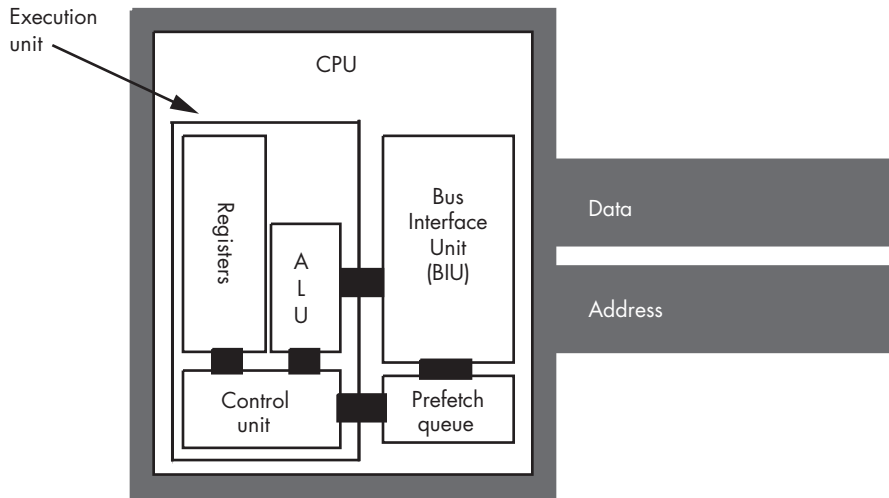 Execution
unit
CPU
Registers
A
L
U
Bus
Interface
Unit
(BIU)
Data
Address
Control
unit
Prefetch
queue